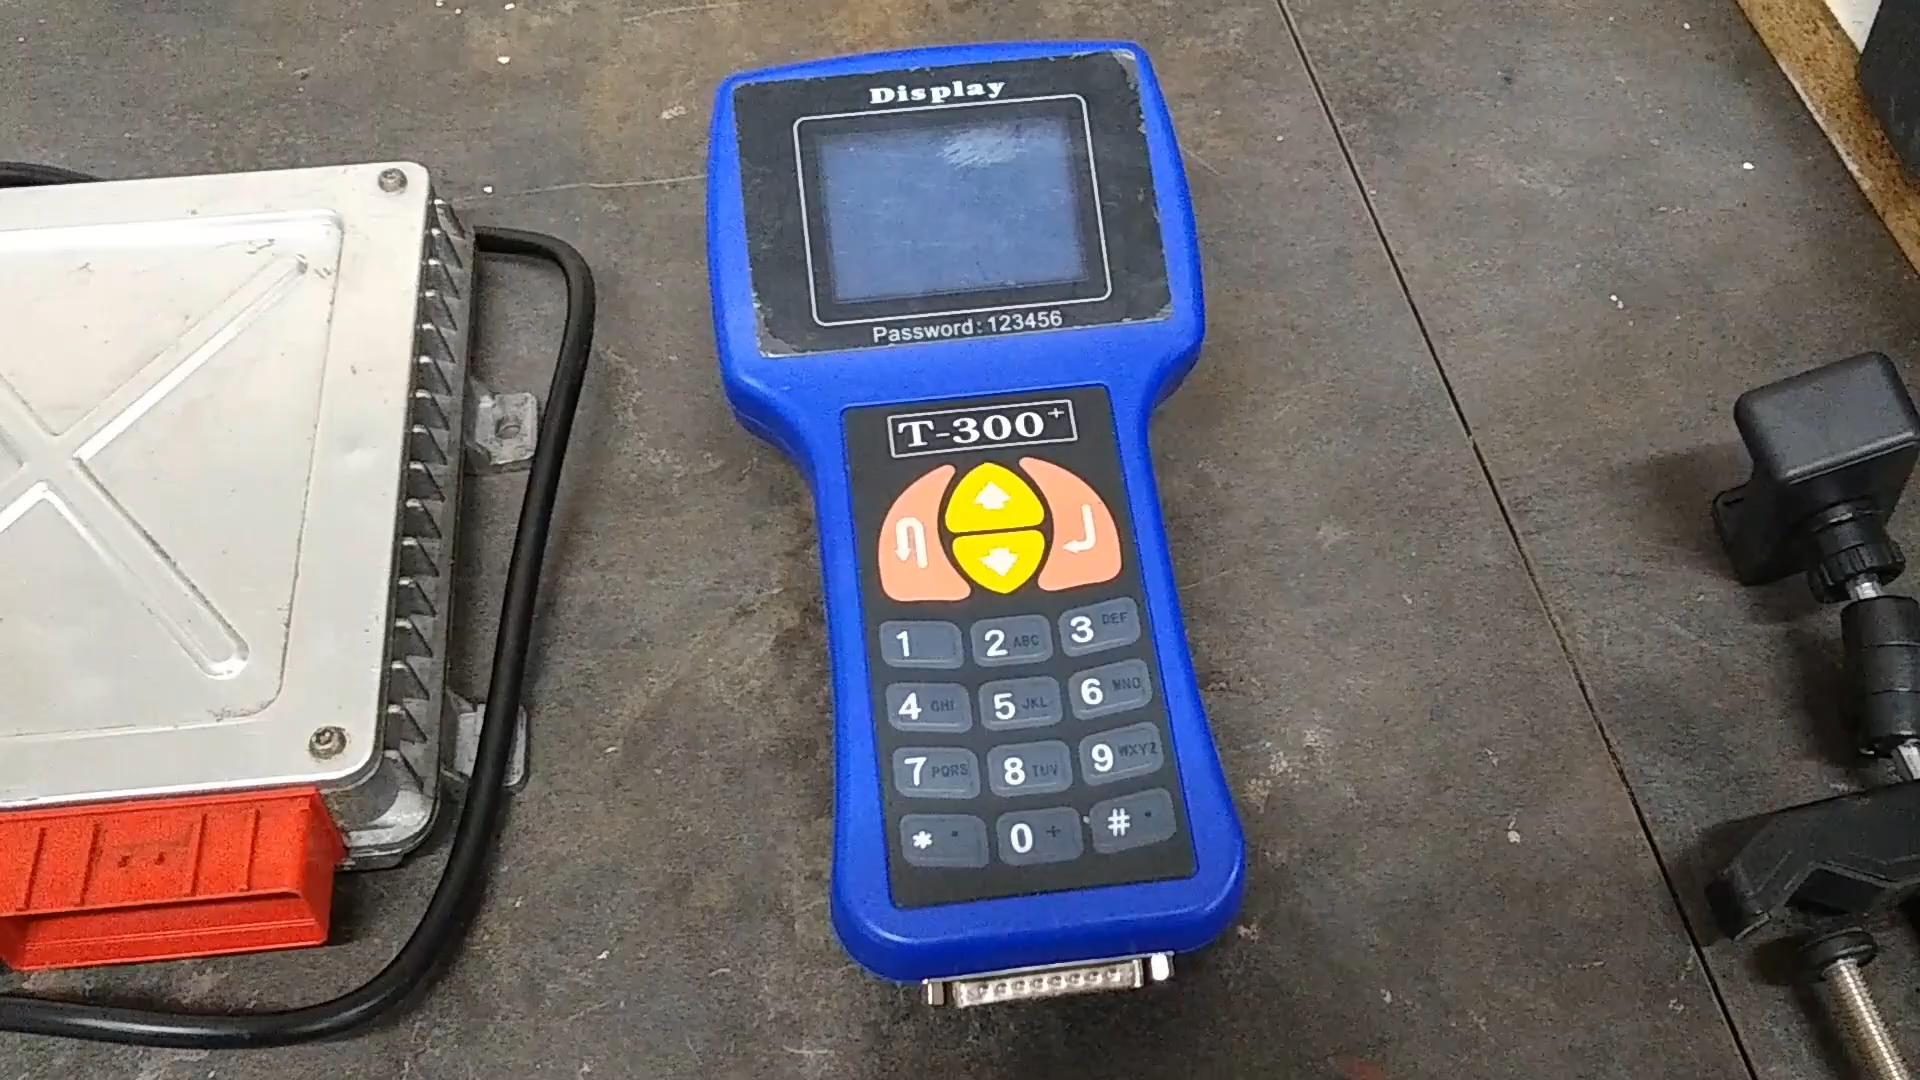 Display
Password: 123456
T-300+
1
2 ABC
3 DEF
4 GHI
5 JKL
6 MNO
7 PQRS
8 TUV
9 WXYZ
*
0 +
#